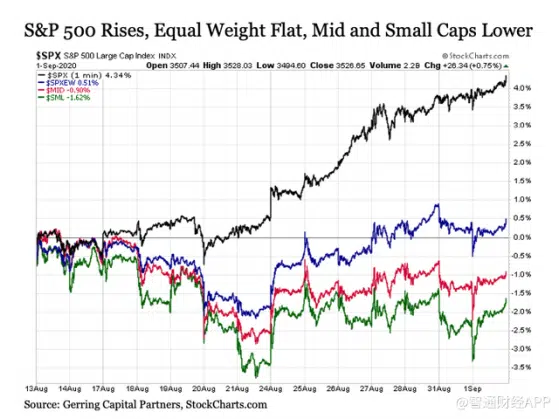 S&P 500 Rises, Equal Weight Flat, Mid and Small Caps Lower
$SPX S&P 500 Large Cap Index INDX
© StockCharts.com
1-Sep-2020
Open 3507.44 High 3528.03 Low 3494.60 Close 3526.65 Volume 2.2B Chg +26.34 (+0.75%)
$SPX (1 min) 4.34%
$SPXEW 0.51%
$MID -0.90%
$SML -1.62%
4.0%
3.5%
3.0%
2.5%
2.0%
1.5%
1.0%
0.5%
0.0%
-0.5%
-1.0%
-1.5%
-2.0%
-2.5%
-3.0%
-3.5%
13Aug 14Aug 17Aug 18Aug 19Aug 20Aug 21Aug 24Aug 25Aug 26Aug 27Aug 28Aug 31Aug 1Sep
Source: Gerring Capital Partners, StockCharts.com
@智通财经APP